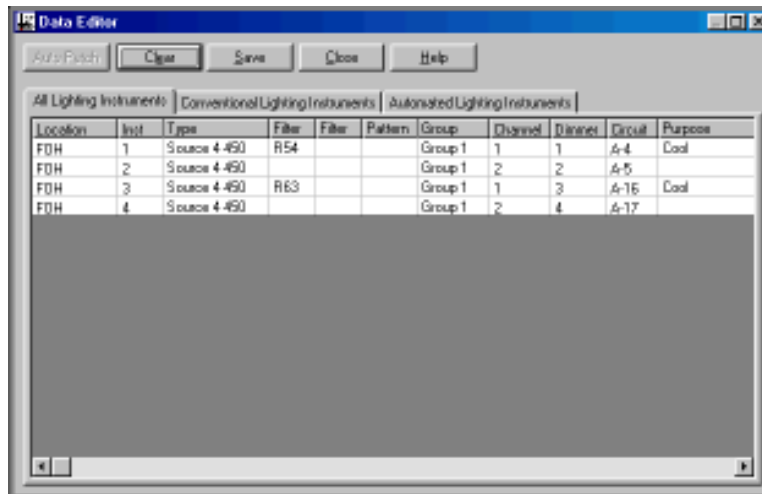 Data Editor
Auto Patch Clear Save Close Help
All Lighting Instruments Conventional Lighting Instruments Automated Lighting Instruments
Location Inst Type Filter Filter Pattern Group Channel Dimmer Circuit Purpose
FOH 1 Source 4-450 R54 Group 1 1 1 A-4 Cool
FOH 2 Source 4-450 Group 1 2 2 A-5
FOH 3 Source 4-450 R63 Group 1 1 3 A-16 Cool
FOH 4 Source 4-450 Group 1 2 4 A-17